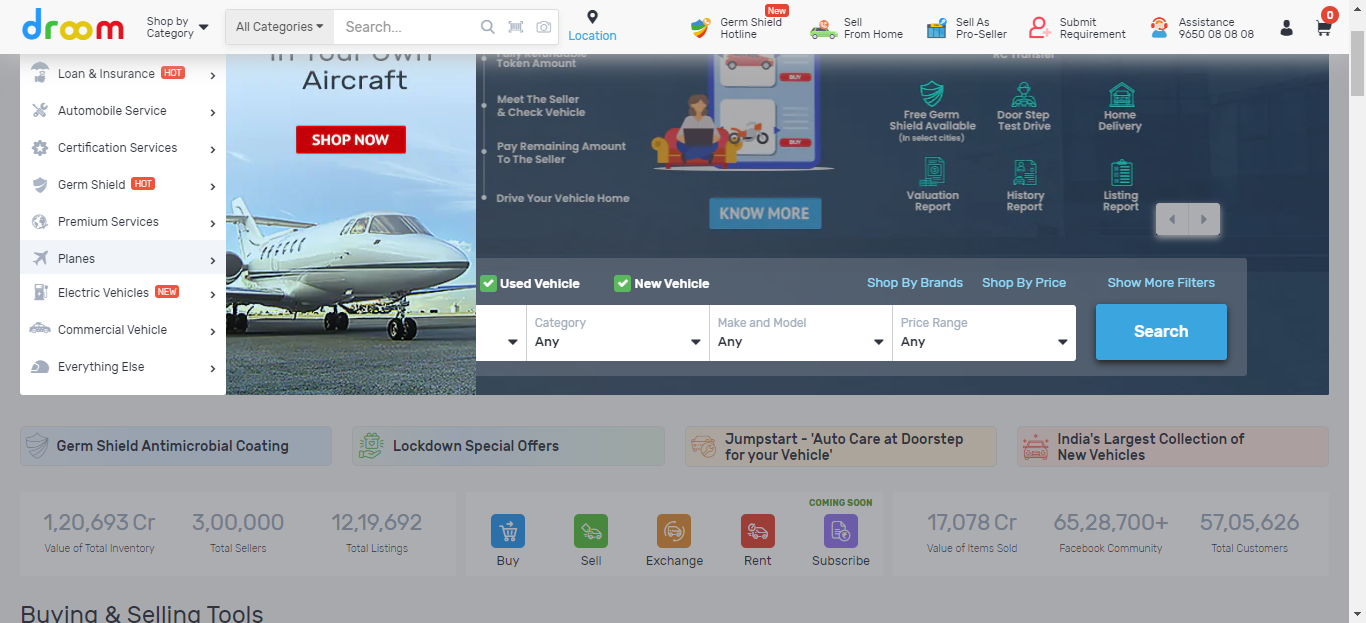 droom
Shop by
Category
All Categories
Search...
Location
New
Germ Shield
Hotline
Sell
From Home
Sell As
Pro-Seller
Submit
Requirement
Assistance
9650 08 08 08
0
Loan & Insurance HOT
Automobile Service
Certification Services
Germ Shield HOT
Premium Services
Planes
Electric Vehicles NEW
Commercial Vehicle
Everything Else
In Your Own
Aircraft
SHOP NOW
Fully Refundable
Token Amount
Meet The Seller
& Check Vehicle
Pay Remaining Amount
To The Seller
Drive Your Vehicle Home
BUY
BUY
KNOW MORE
RC Transfer
Free Germ
Shield Available
(In select cities)
Door Step
Test Drive
Home
Delivery
Valuation
Report
History
Report
Listing
Report
Used Vehicle
New Vehicle
Shop By Brands
Shop By Price
Show More Filters
Category
Any
Make and Model
Any
Price Range
Any
Search
Germ Shield Antimicrobial Coating
Lockdown Special Offers
Jumpstart - 'Auto Care at Doorstep
for your Vehicle'
India's Largest Collection of
New Vehicles
1,20,693 Cr
Value of Total Inventory
3,00,000
Total Sellers
12,19,692
Total Listings
Buy
Sell
Exchange
Rent
COMING SOON
Subscribe
17,078 Cr
Value of Items Sold
65,28,700+
Facebook Community
57,05,626
Total Customers
Buying & Selling Tools